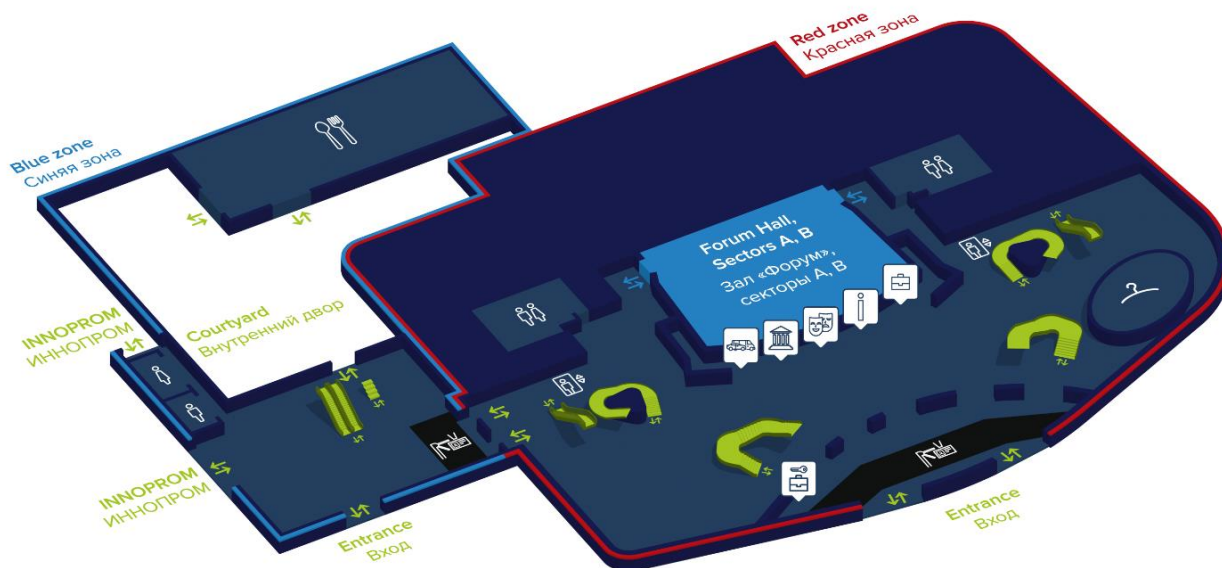 Red zone
Красная зона
Blue zone
Синяя зона
Forum Hall,
Sectors A, B
Зал «Форум»,
секторы А, В
Courtyard
Внутренний двор
INNOPROM
ИННОПРОМ
INNOPROM
ИННОПРОМ
Entrance
Вход
Entrance
Вход